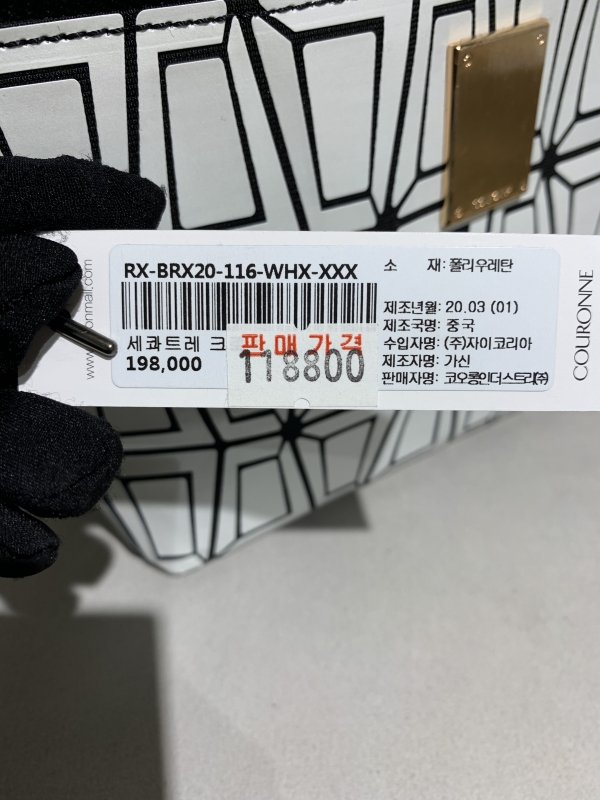 RX-BRX20-116-WHX-XXX
세콰트레 크
198,000
판매가격
118800
소 재: 폴리우레탄
제조년월: 20.03 (01)
제조국명: 중국
수입자명: (주)자이코리아
제조자명: 가신
판매자명: 코오롱인더스트리(주)
COURONNE